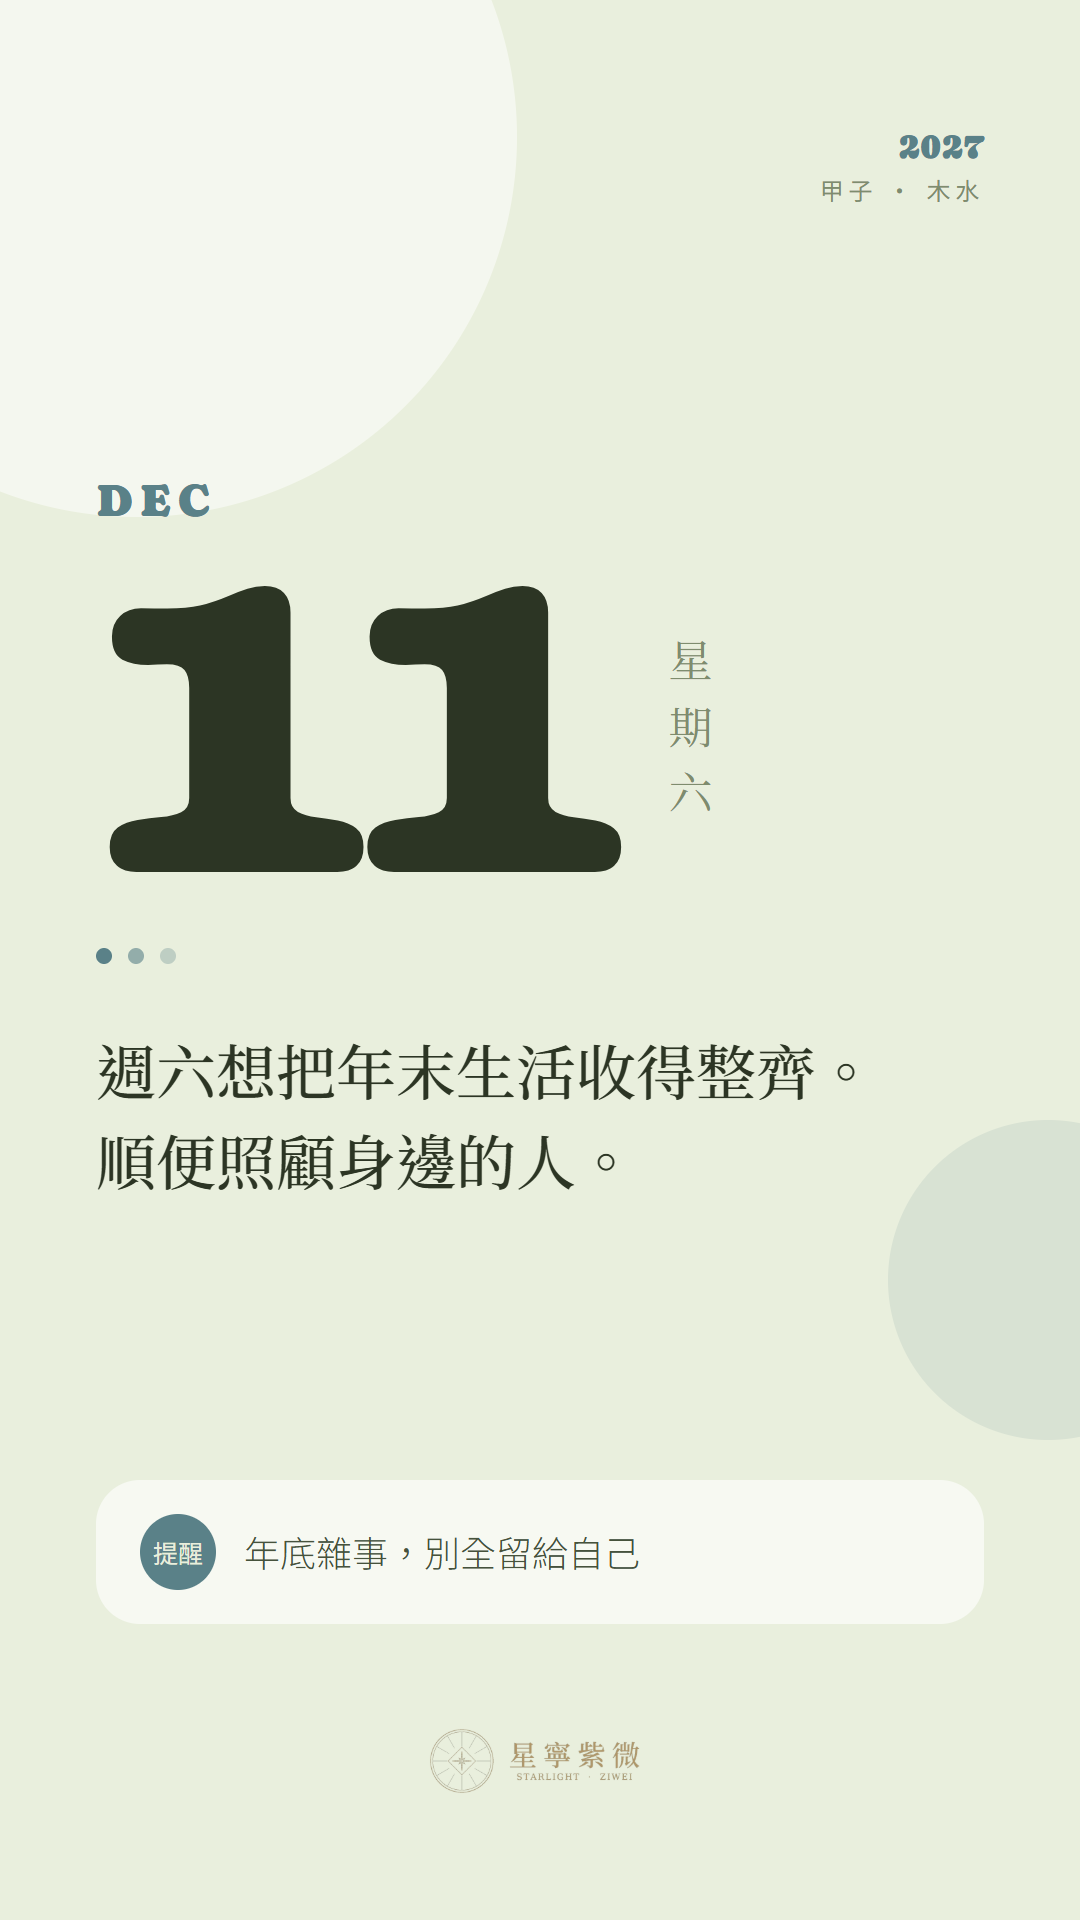 2027
甲子 · 木水
DEC
11
星期六
週六想把年末生活收得整齊。
順便照顧身邊的人。
提醒
年底雜事，別全留給自己
星寧紫微
STARLIGHT · ZIWEI